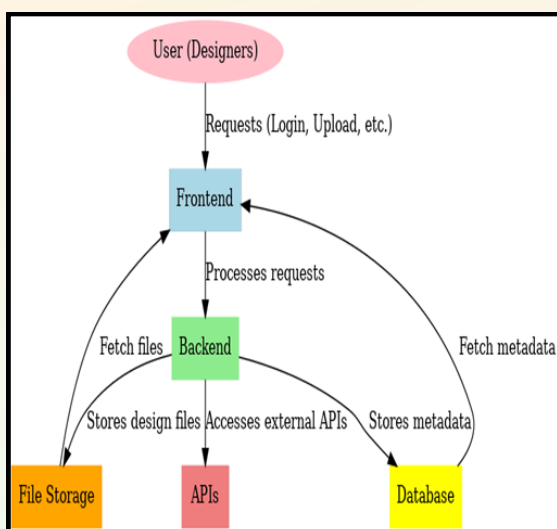 User (Designers)
Requests (Login, Upload, etc.)
Frontend
Processes requests
Fetch files
Backend
Fetch metadata
Stores design files
Accesses external APIs
Stores metadata
File Storage
APIs
Database